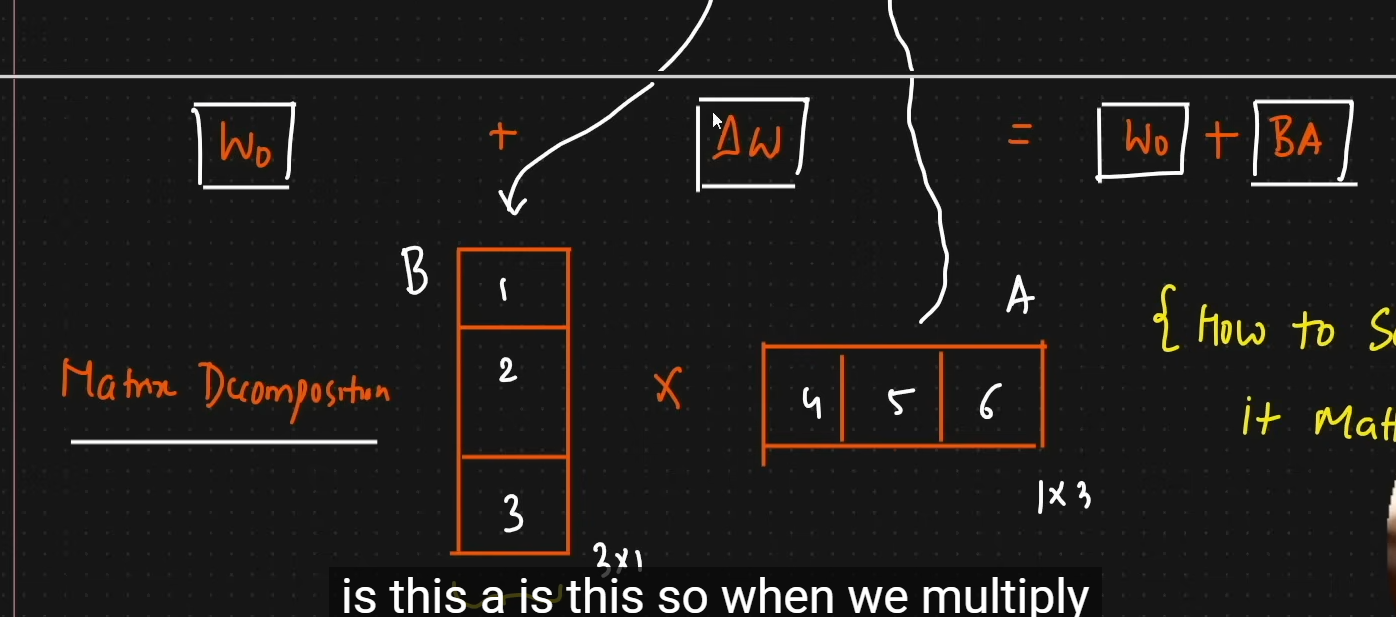 W₀ + ΔW = W₀ + BA
B
1
2
3
3x1
Matrix Decomposition
X
A
4 5 6
1x3
{ How to
it
is this a is this so when we multiply